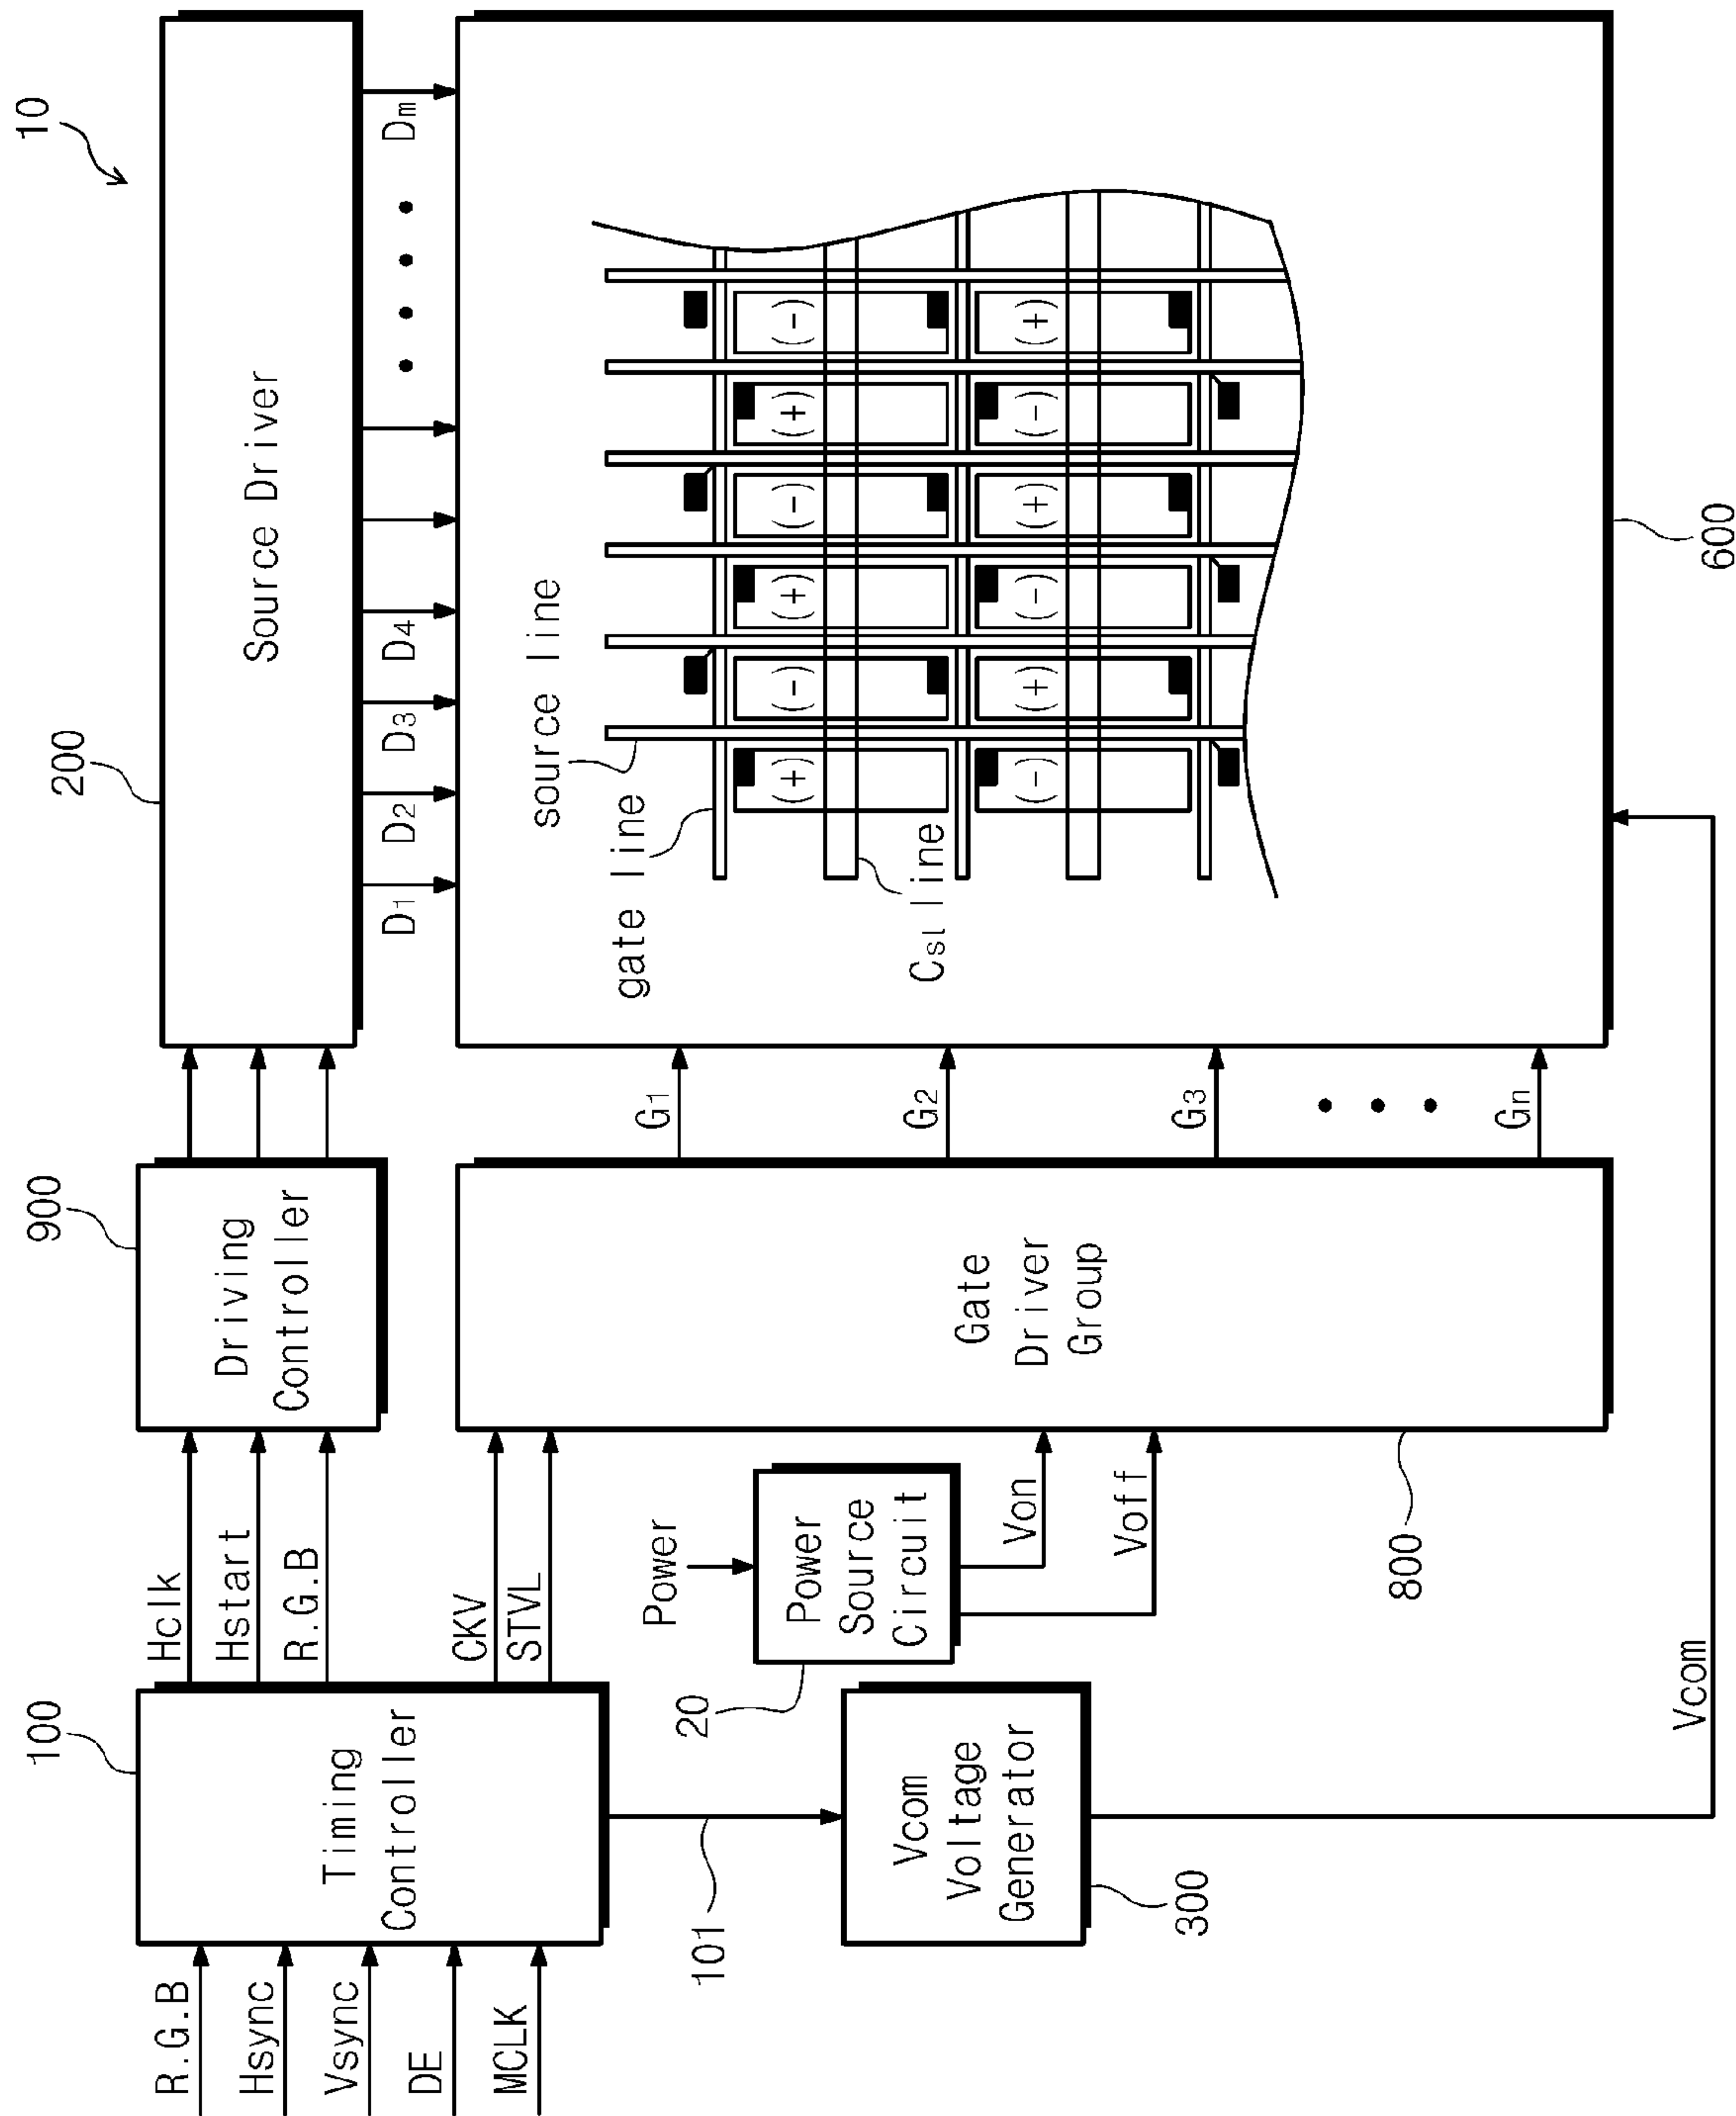 10
200
Source Driver
D1
D2
D3
D4
Dm
900
Driving
Controller
100
Timing
Controller
R.G.B
Hsync
Vsync
DE
MCLK
Hclk
Hstart
R.G.B
CKV
STVL
101
Vcom
Voltage
Generator
300
Power
Power
Source
Circuit
20
Von
Voff
Gate
Driver
Group
800
G1
G2
G3
Gn
gate line
source line
Csl line
(+) (-) (+) (-) (+) (-)
(-) (+) (-) (+) (-) (+)
600
Vcom